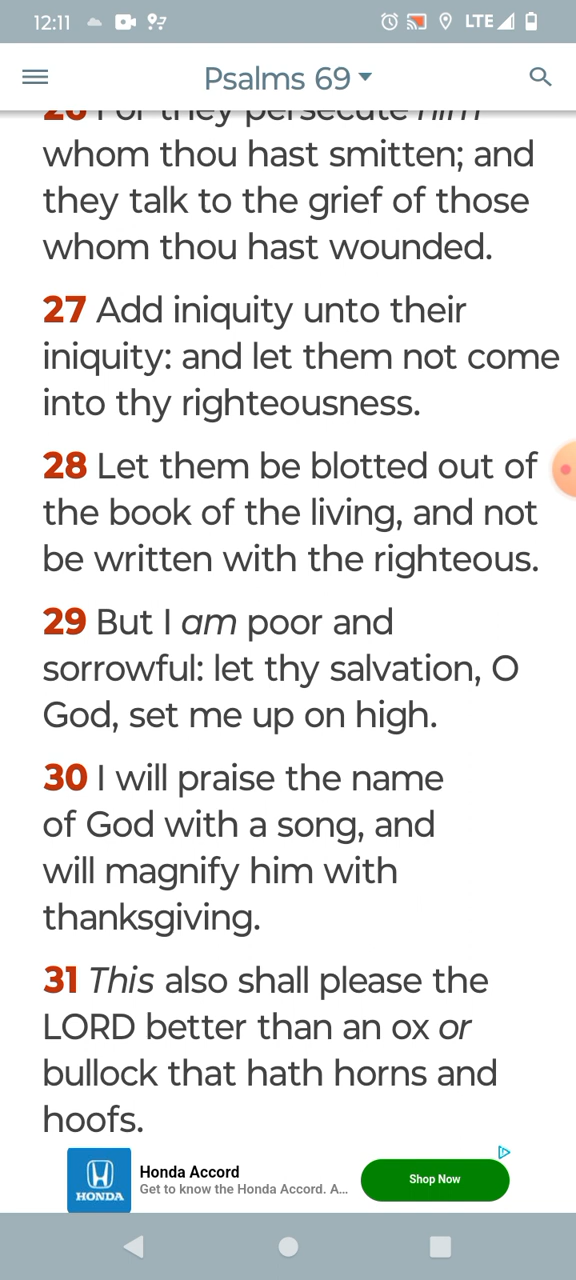 12:11
LTE
Psalms 69
26 For they persecute him
whom thou hast smitten; and
they talk to the grief of those
whom thou hast wounded.
27 Add iniquity unto their
iniquity: and let them not come
into thy righteousness.
28 Let them be blotted out of
the book of the living, and not
be written with the righteous.
29 But I am poor and
sorrowful: let thy salvation, O
God, set me up on high.
30 I will praise the name
of God with a song, and
will magnify him with
thanksgiving.
31 This also shall please the
LORD better than an ox or
bullock that hath horns and
hoofs.
HONDA
Honda Accord
Get to know the Honda Accord. A...
Shop Now